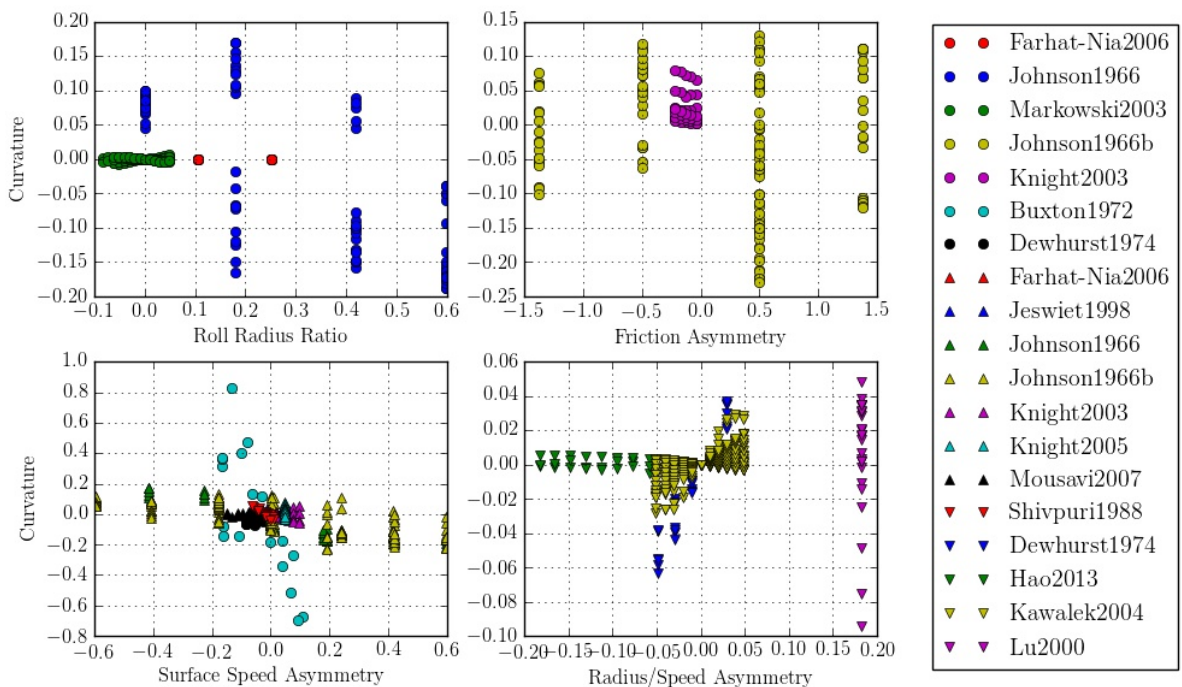 0.20
0.15
0.10
0.05
0.00
−0.05
−0.10
−0.15
−0.20
Curvature
−0.1 0.0 0.1 0.2 0.3 0.4 0.5 0.6
Roll Radius Ratio
0.15
0.10
0.05
0.00
−0.05
−0.10
−0.15
−0.20
−0.25
−1.5 −1.0 −0.5 0.0 0.5 1.0 1.5
Friction Asymmetry
1.0
0.8
0.6
0.4
0.2
0.0
−0.2
−0.4
−0.6
−0.8
Curvature
−0.6 −0.4 −0.2 0.0 0.2 0.4 0.6
Surface Speed Asymmetry
0.06
0.04
0.02
0.00
−0.02
−0.04
−0.06
−0.08
−0.10
−0.20 −0.15 −0.10 −0.05 0.00 0.05 0.10 0.15 0.20
Radius/Speed Asymmetry
Farhat-Nia2006
Johnson1966
Markowski2003
Johnson1966b
Knight2003
Buxton1972
Dewhurst1974
Farhat-Nia2006
Jeswiet1998
Johnson1966
Johnson1966b
Knight2003
Knight2005
Mousavi2007
Shivpuri1988
Dewhurst1974
Hao2013
Kawalek2004
Lu2000